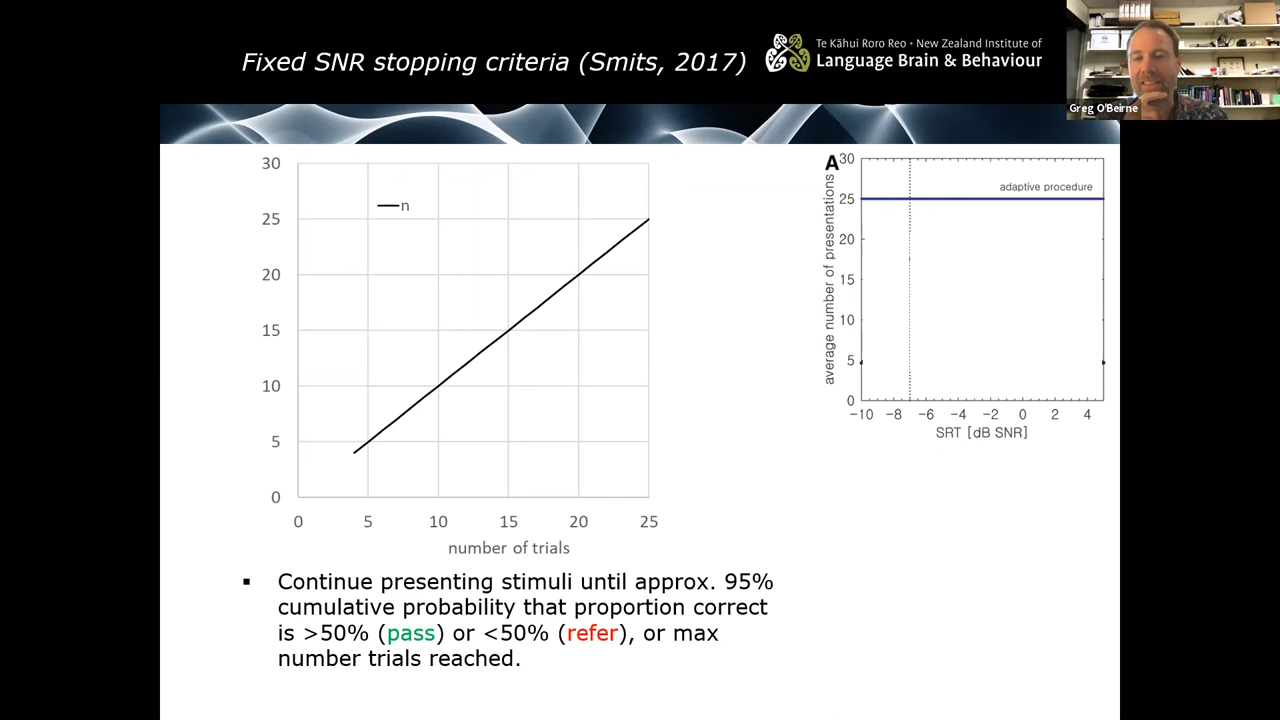 Fixed SNR stopping criteria (Smits, 2017)
Te Kāhui Roro Reo • New Zealand Institute of
Language Brain & Behaviour
Greg O'Beirne
30
25
20
15
10
5
0
n
0 5 10 15 20 25
number of trials
A
30
25
20
15
10
5
0
average number of presentations
adaptive procedure
−10 −8 −6 −4 −2 0 2 4
SRT [dB SNR]
▪ Continue presenting stimuli until approx. 95%
cumulative probability that proportion correct
is >50% (pass) or <50% (refer), or max
number trials reached.